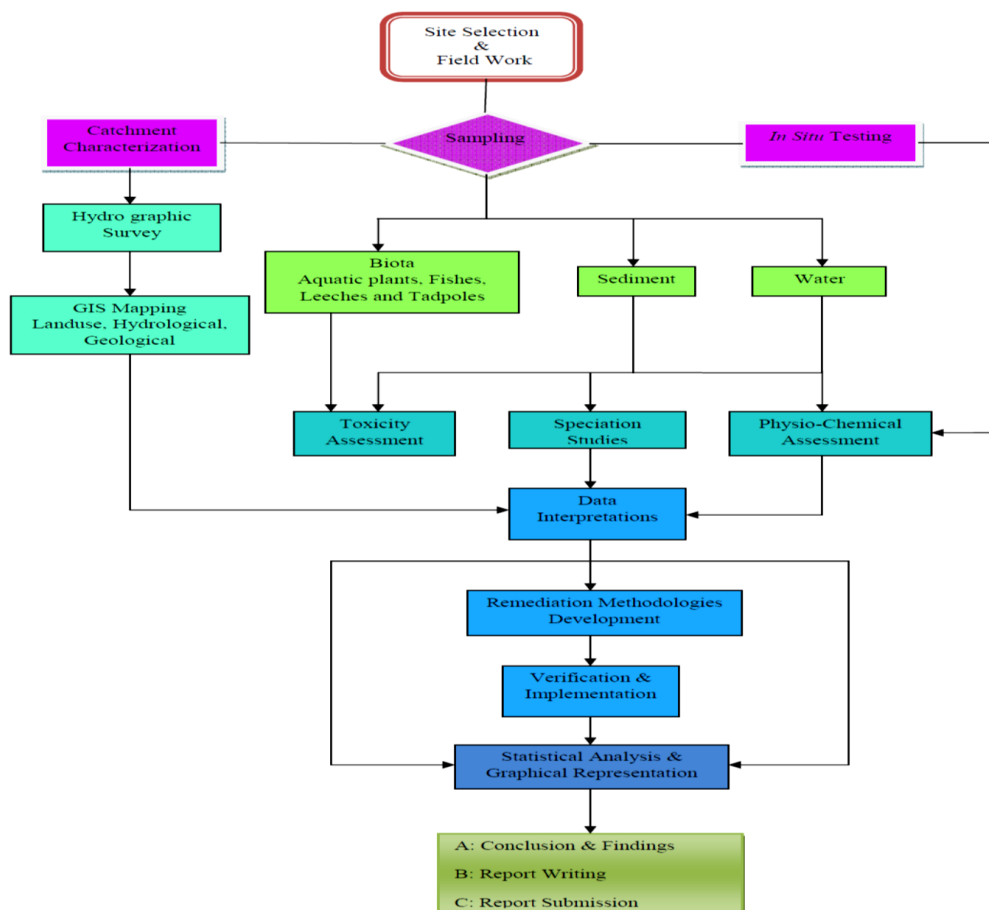 Site Selection
&
Field Work
Catchment
Characterization
Sampling
In Situ Testing
Hydro graphic
Survey
Biota
Aquatic plants, Fishes,
Leeches and Tadpoles
Sediment
Water
GIS Mapping
Landuse, Hydrological,
Geological
Toxicity
Assessment
Speciation
Studies
Physio-Chemical
Assessment
Data
Interpretations
Remediation Methodologies
Development
Verification &
Implementation
Statistical Analysis &
Graphical Representation
A: Conclusion & Findings
B: Report Writing
C: Report Submission